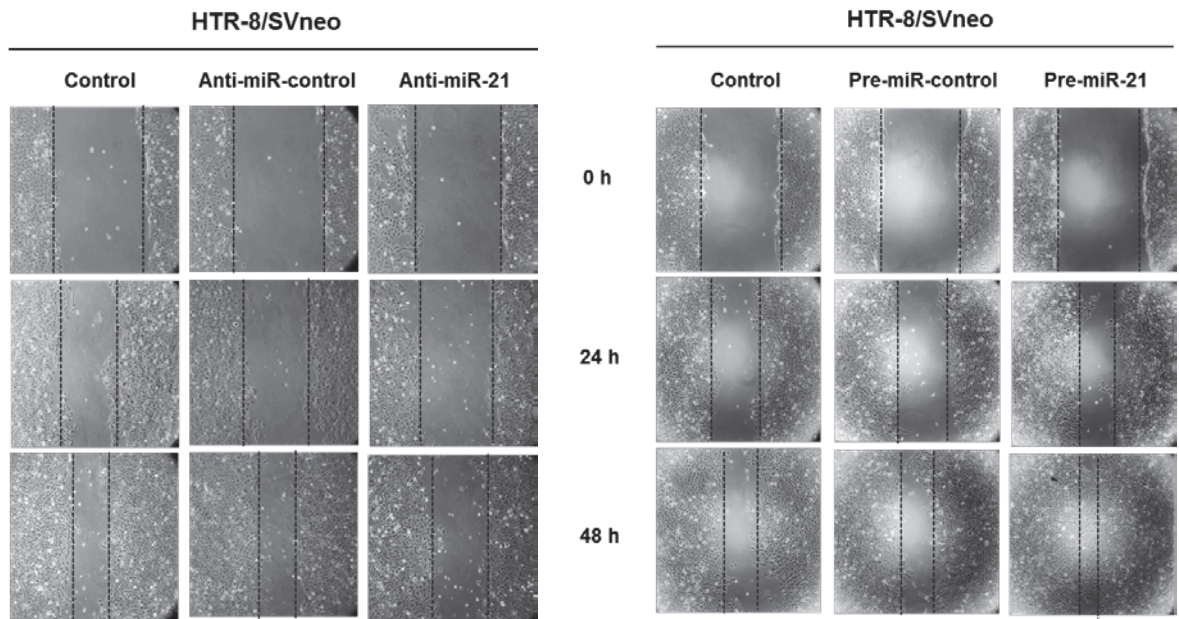 HTR-8/SVneo
Control Anti-miR-control Anti-miR-21
HTR-8/SVneo
Control Pre-miR-control Pre-miR-21
0 h
24 h
48 h